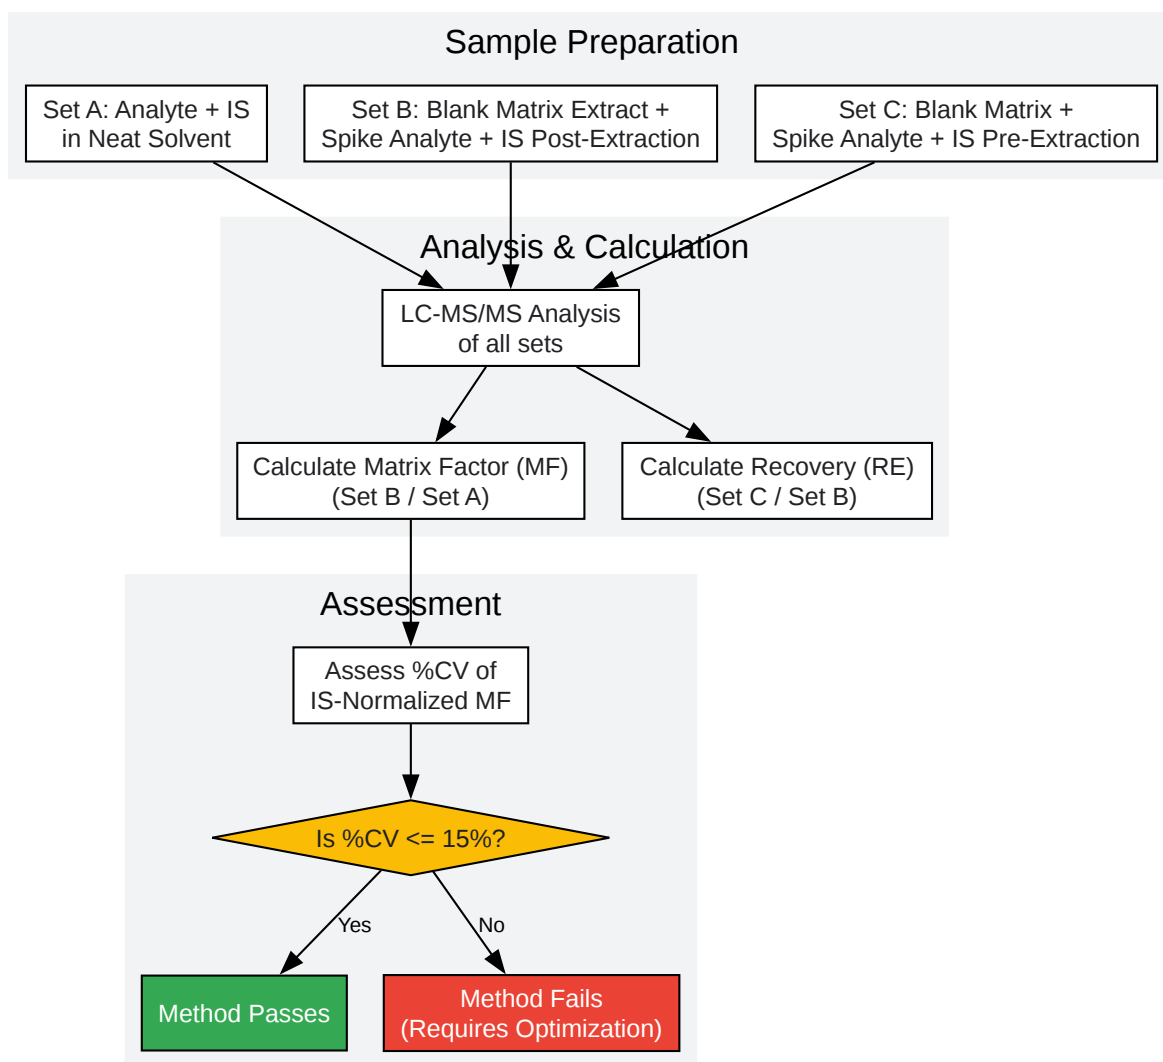 Sample Preparation
Set A: Analyte + IS
in Neat Solvent
Set B: Blank Matrix Extract +
Spike Analyte + IS Post-Extraction
Set C: Blank Matrix +
Spike Analyte + IS Pre-Extraction
Analysis & Calculation
LC-MS/MS Analysis
of all sets
Calculate Matrix Factor (MF)
(Set B / Set A)
Calculate Recovery (RE)
(Set C / Set B)
Assessment
Assess %CV of
IS-Normalized MF
Is %CV <= 15%?
Yes
No
Method Passes
Method Fails
(Requires Optimization)